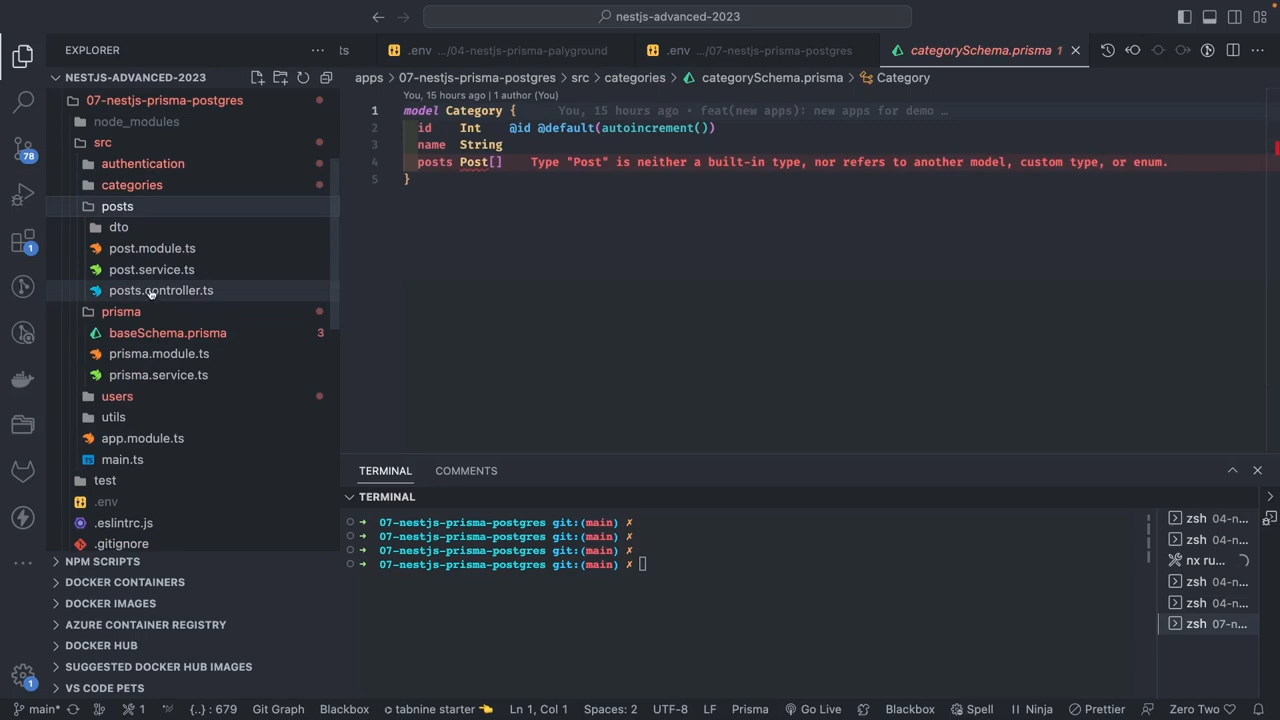 nestjs-advanced-2023
EXPLORER
ts
.env .../04-nestjs-prisma-palyground
.env .../07-nestjs-prisma-postgres
categorySchema.prisma 1
NESTJS-ADVANCED-2023
apps > 07-nestjs-prisma-postgres > src > categories > categorySchema.prisma > Category
07-nestjs-prisma-postgres
node_modules
src
authentication
categories
posts
dto
post.module.ts
post.service.ts
posts.controller.ts
prisma
baseSchema.prisma 3
prisma.module.ts
prisma.service.ts
users
utils
app.module.ts
main.ts
test
.env
.eslintrc.js
.gitignore
NPM SCRIPTS
DOCKER CONTAINERS
DOCKER IMAGES
AZURE CONTAINER REGISTRY
DOCKER HUB
SUGGESTED DOCKER HUB IMAGES
VS CODE PETS
78
1
1
You, 15 hours ago | 1 author (You)
1 model Category { You, 15 hours ago • feat(new apps): new apps for demo …
2 id Int @id @default(autoincrement())
3 name String
4 posts Post[] Type "Post" is neither a built-in type, nor refers to another model, custom type, or enum.
5 }
TERMINAL COMMENTS
TERMINAL
07-nestjs-prisma-postgres git:(main) ✗
07-nestjs-prisma-postgres git:(main) ✗
07-nestjs-prisma-postgres git:(main) ✗
07-nestjs-prisma-postgres git:(main) ✗
zsh 04-n...
zsh 04-n...
nx ru...
zsh 04-n...
zsh 04-n...
zsh 07-n...
main* 1 {..} : 679 Git Graph Blackbox tabnine starter Ln 1, Col 1 Spaces: 2 UTF-8 LF Prisma Go Live Blackbox Spell Ninja Prettier Zero Two